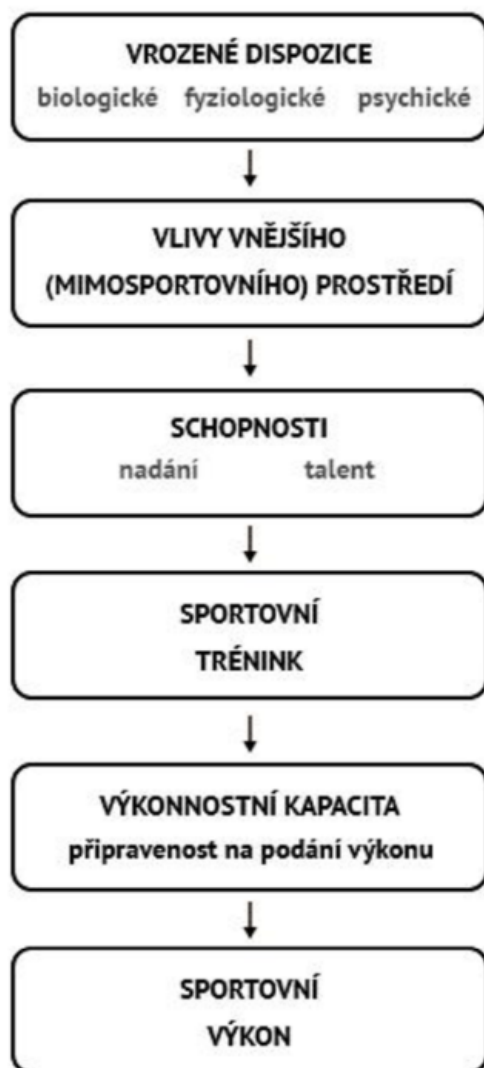 VROZENÉ DISPOZICE
biologické fyziologické psychické
VLIVY VNĚJŠÍHO
(MIMOSPORTOVNÍHO) PROSTŘEDÍ
SCHOPNOSTI
nadání talent
SPORTOVNÍ
TRÉNINK
VÝKONNOSTNÍ KAPACITA
připravenost na podání výkonu
SPORTOVNÍ
VÝKON